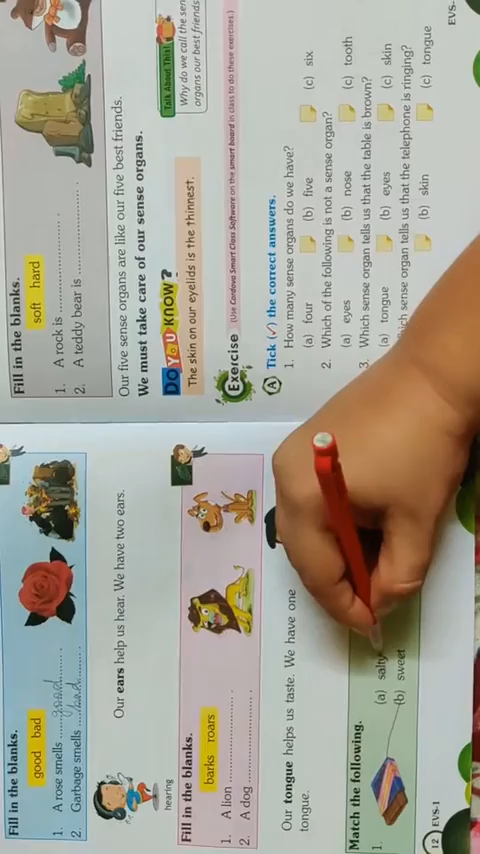 Fill in the blanks.
good bad
1. A rose smells ....good.......
2. Garbage smells ....bad.......
Our ears help us hear. We have two ears.
hearing
Fill in the blanks.
barks roars
1. A lion ..............................
2. A dog ..............................
Our tongue helps us taste. We have one
tongue.
Match the following.
1.
(a) salty
(b) sweet
12 EVS-1
Fill in the blanks.
soft hard
1. A rock is ..............................
2. A teddy bear is ..............................
Our five sense organs are like our five best friends.
We must take care of our sense organs.
DO YOU KNOW?
The skin on our eyelids is the thinnest.
Talk About This!
Why do we call the sen
organs our best friends
Exercise (Use Cordova Smart Class Software on the smart board in class to do these exercises.)
A Tick (✓) the correct answers.
1. How many sense organs do we have?
(a) four (b) five (c) six
2. Which of the following is not a sense organ?
(a) eyes (b) nose (c) tooth
3. Which sense organ tells us that the table is brown?
(a) tongue (b) eyes (c) skin
sense organ tells us that the telephone is ringing?
(b) skin (c) tongue
EVS-